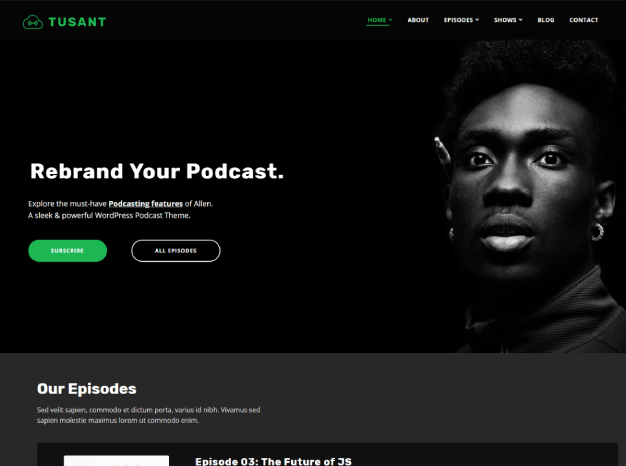 TUSANT
HOME
ABOUT
EPISODES
SHOWS
BLOG
CONTACT
Rebrand Your Podcast.
Explore the must-have Podcasting features of Allen.
A sleek & powerful WordPress Podcast Theme.
SUBSCRIBE
ALL EPISODES
Our Episodes
Sed velit sapien, commodo et dictum porta, varius id nibh. Vivamus sed
sapien molestie maximus lorem ut commodo enim.
Episode 03: The Future of JS